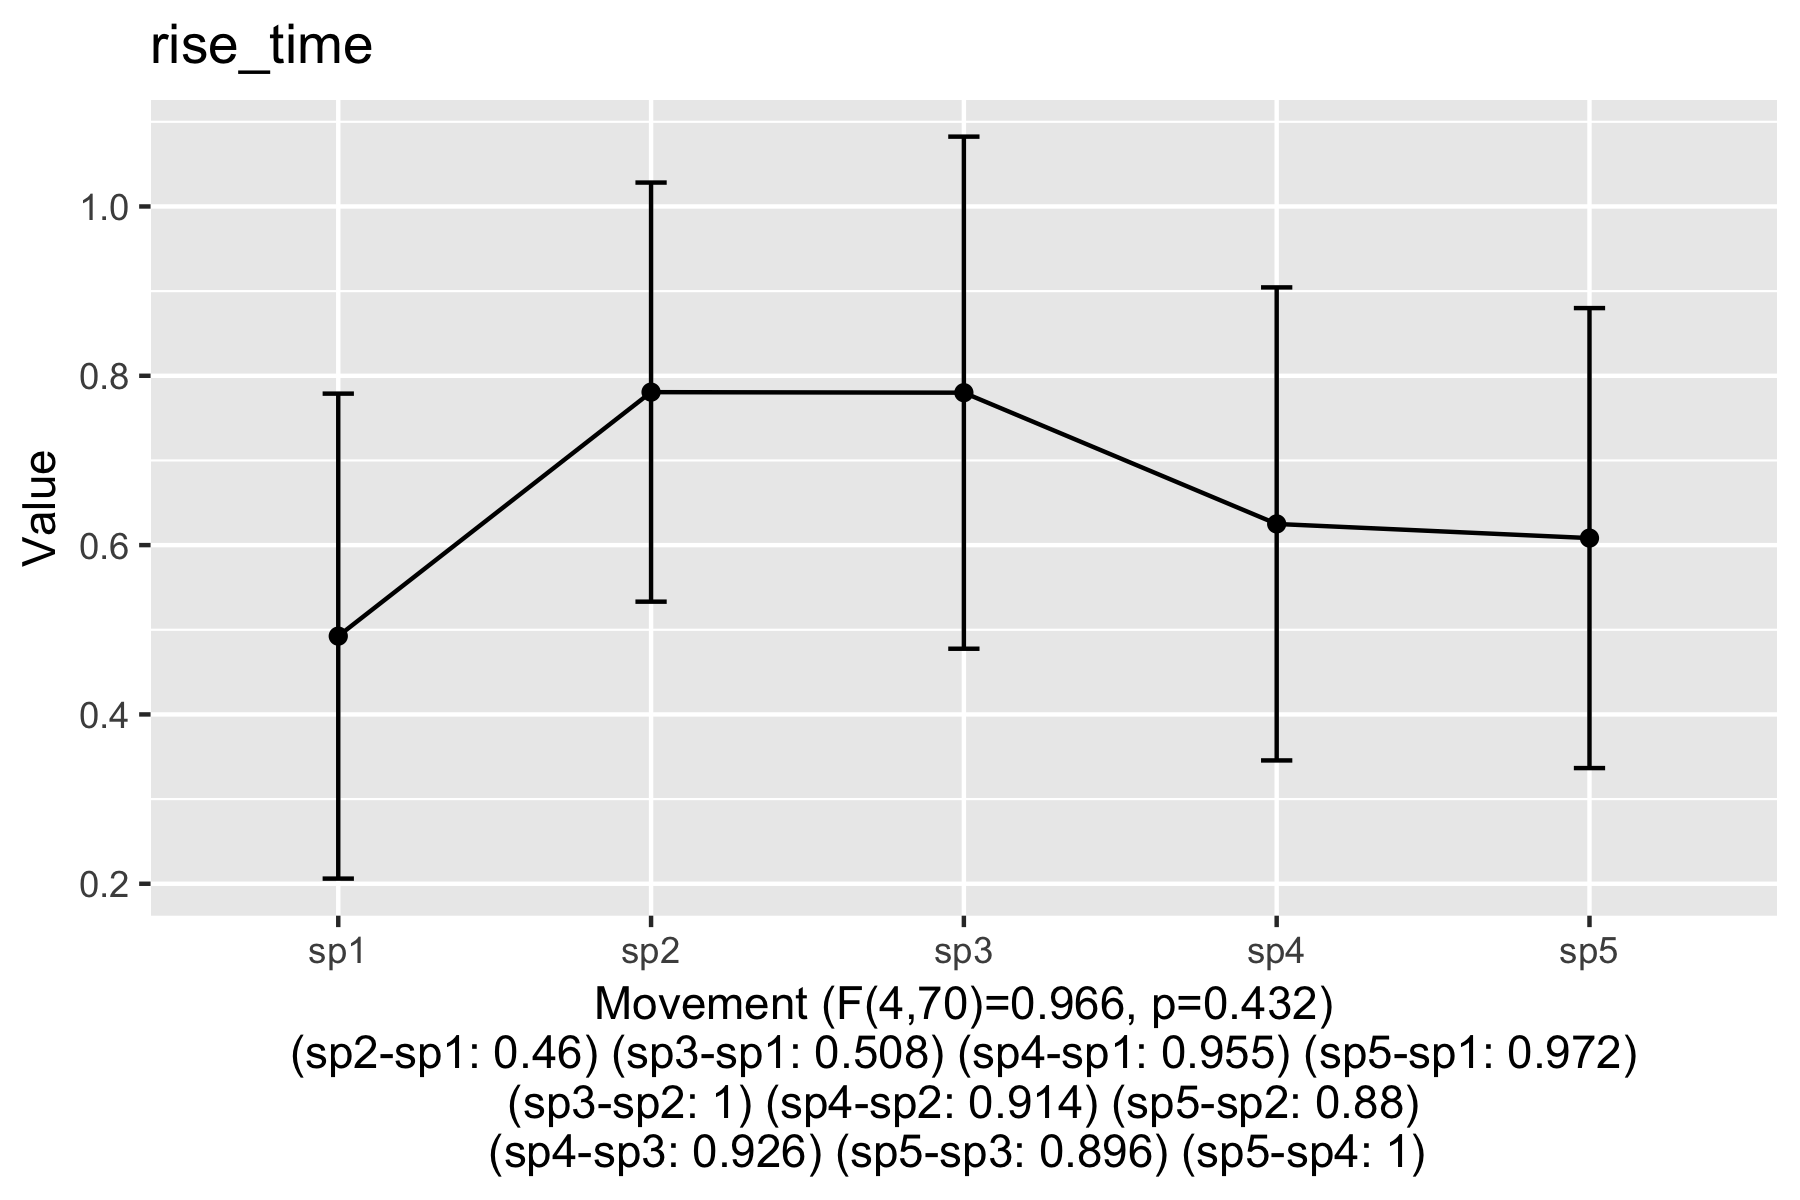 rise_time
1.0
0.8
0.6
0.4
0.2
Value
sp1 sp2 sp3 sp4 sp5
Movement (F(4,70)=0.966, p=0.432)
(sp2-sp1: 0.46) (sp3-sp1: 0.508) (sp4-sp1: 0.955) (sp5-sp1: 0.972)
(sp3-sp2: 1) (sp4-sp2: 0.914) (sp5-sp2: 0.88)
(sp4-sp3: 0.926) (sp5-sp3: 0.896) (sp5-sp4: 1)